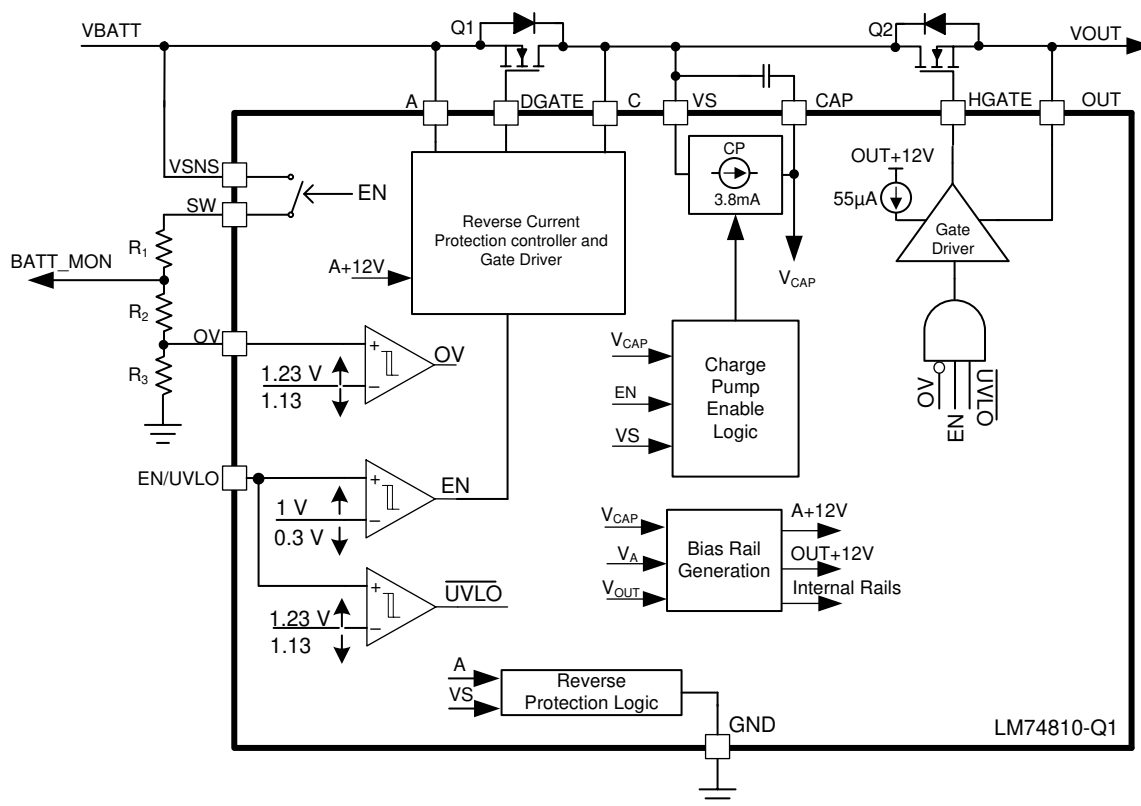 VBATT
Q1
Q2
VOUT
A
DGATE
C
VS
CAP
HGATE
OUT
VSNS
SW
EN
R1
BATT_MON
R2
OV
R3
Reverse Current
Protection controller and
Gate Driver
A+12V
CP
3.8mA
VCAP
OUT+12V
55µA
Gate
Driver
OV
EN
UVLO
1.23 V
1.13
OV
VCAP
EN
VS
Charge
Pump
Enable
Logic
EN/UVLO
1 V
0.3 V
EN
1.23 V
1.13
UVLO
VCAP
VA
VOUT
Bias Rail
Generation
A+12V
OUT+12V
Internal Rails
A
VS
Reverse
Protection Logic
GND
LM74810-Q1